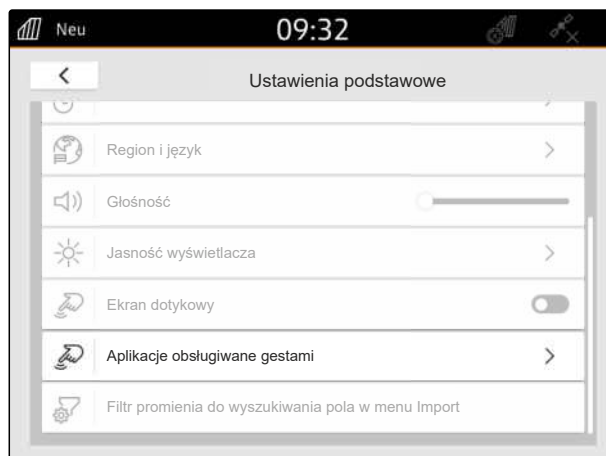 Neu
09:32
Ustawienia podstawowe
Region i język
Głośność
Jasność wyświetlacza
Ekran dotykowy
Aplikacje obsługiwane gestami
Filtr promienia do wyszukiwania pola w menu Import